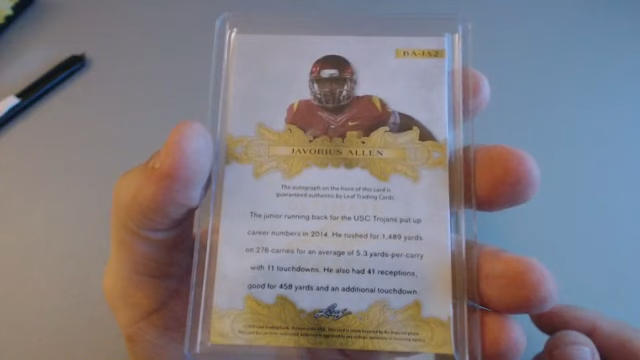 BA-JA2
JAVORIUS ALLEN
The autograph on the front of this card is
guaranteed authentic by Leaf Trading Cards.
The junior running back for the USC Trojans put up
career numbers in 2014. He rushed for 1,489 yards
on 276 carries for an average of 5.3 yards-per-carry
with 11 touchdowns. He also had 41 receptions,
good for 458 yards and an additional touchdown.
Leaf